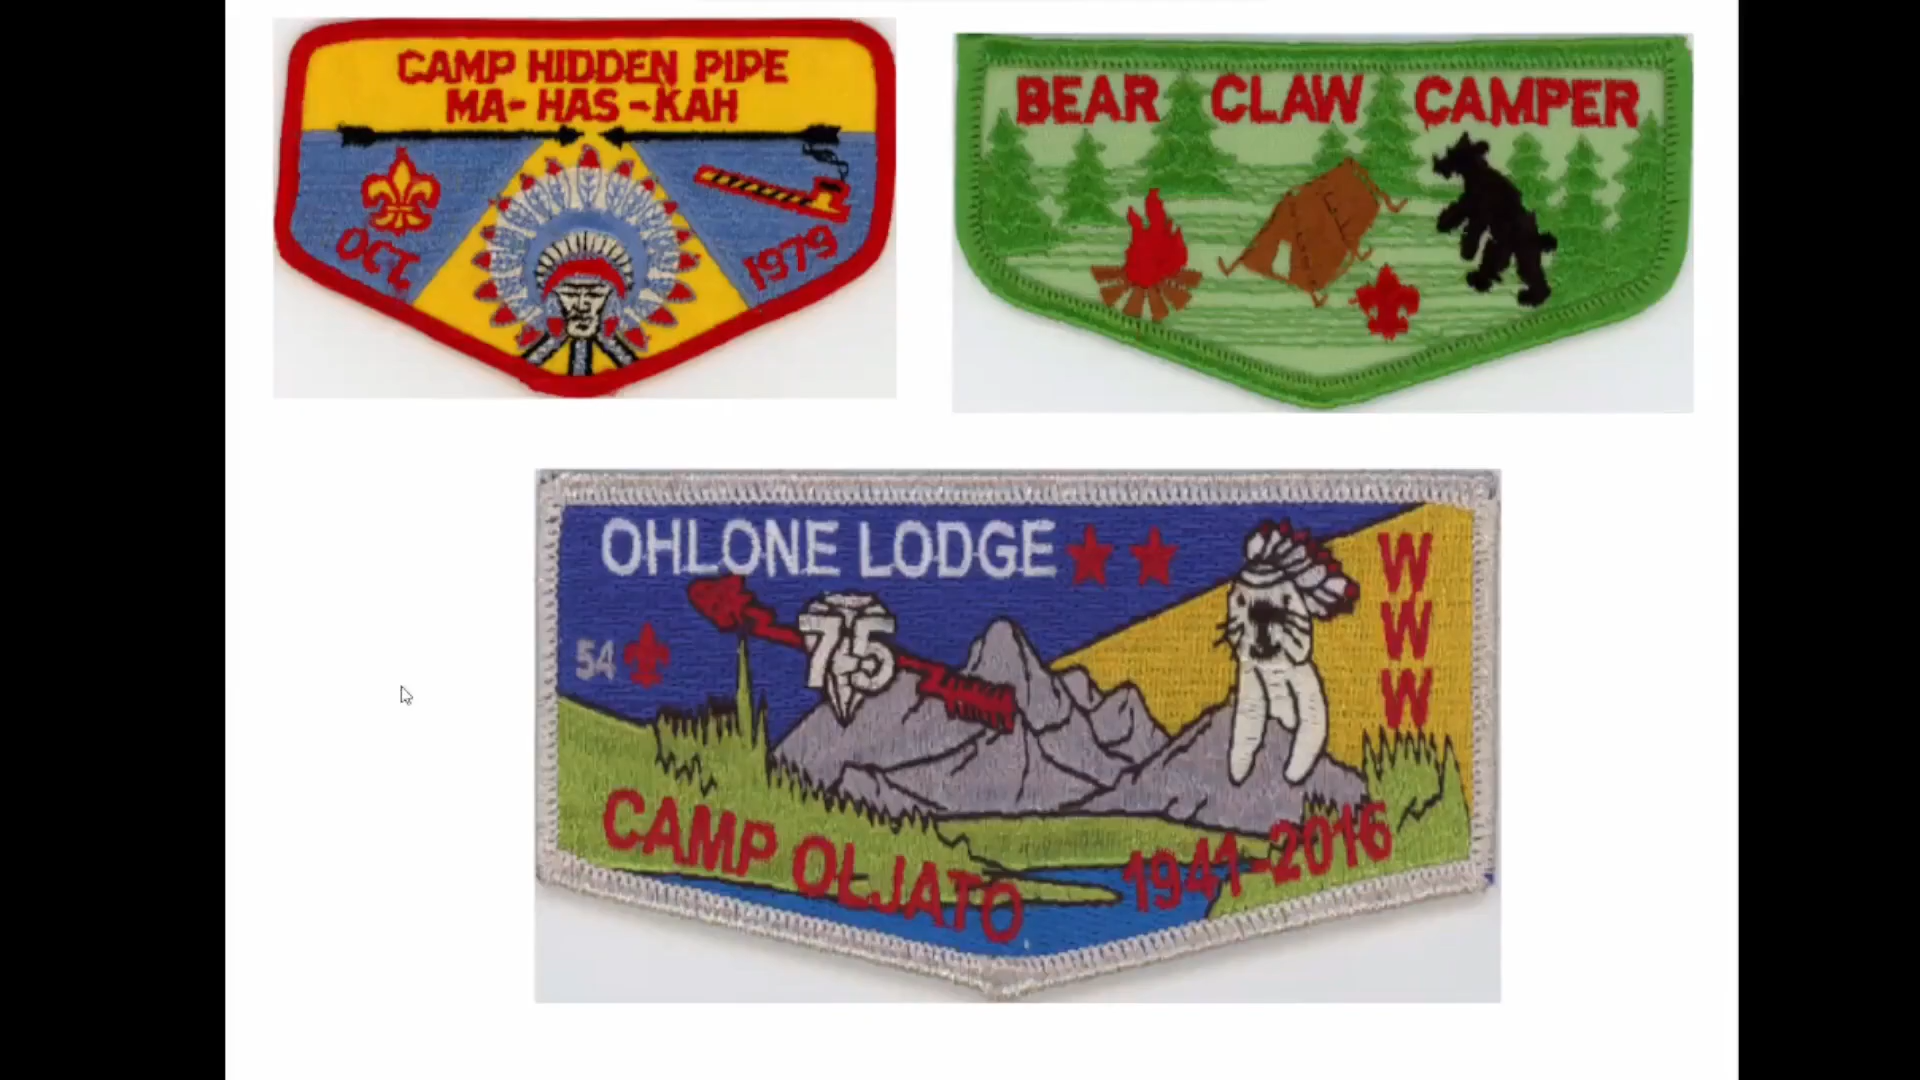 CAMP HIDDEN PIPE
MA-HAS-KAH
OCT 1979
BEAR CLAW CAMPER
OHLONE LODGE
W
W
W
75
54
CAMP OLJATO 1941-2016